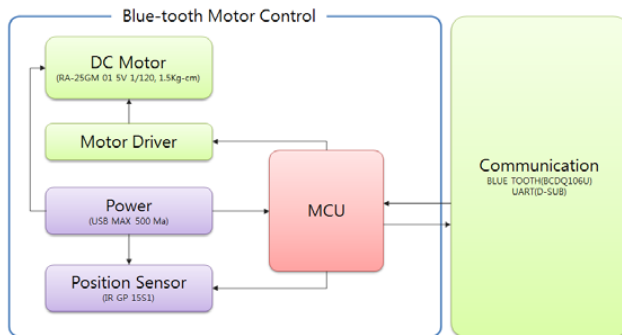 Blue-tooth Motor Control
DC Motor
(RA-25GM 01 5V 1/120, 1.5Kg-cm)
Motor Driver
Power
(USB MAX 500 Ma)
Position Sensor
(IR GP 15S1)
MCU
Communication
BLUE TOOTH(BCDQ106U)
UART(D-SUB)